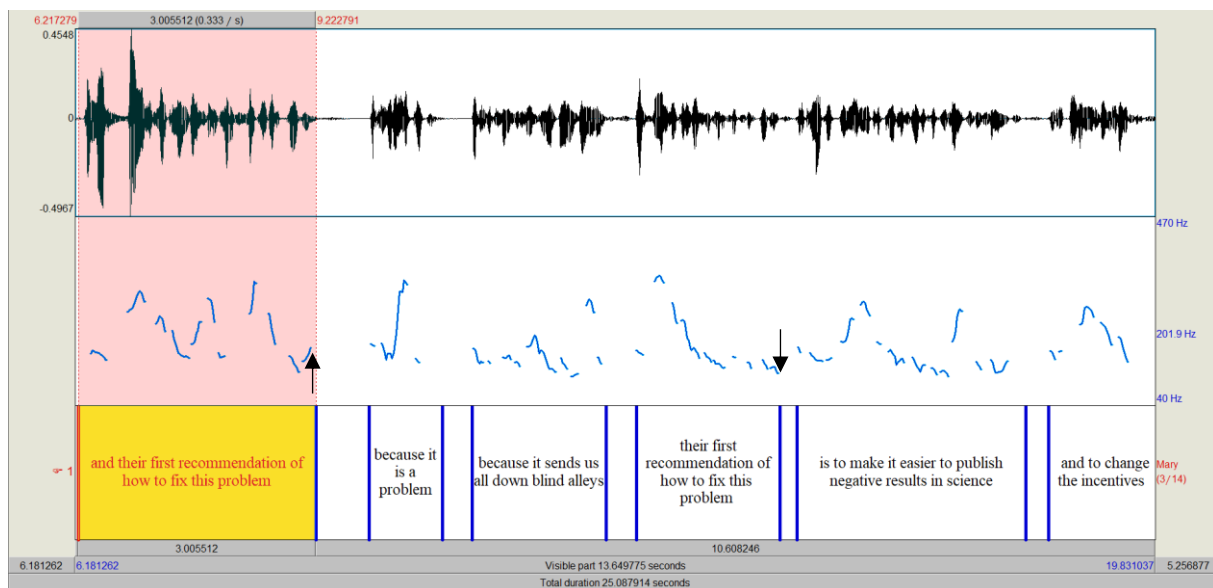 6.217279 3.005512 (0.333 / s) 9.222791
0.4548
0
-0.4967
470 Hz
201.9 Hz
40 Hz
1
and their first recommendation of
how to fix this problem
because it
is a
problem
because it sends us
all down blind alleys
their first
recommendation of
how to fix this
problem
is to make it easier to publish
negative results in science
and to change
the incentives
Mary
(3/14)
3.005512 10.608246
6.181262 6.181262 Visible part 13.649775 seconds 19.831037 5.256877
Total duration 25.087914 seconds